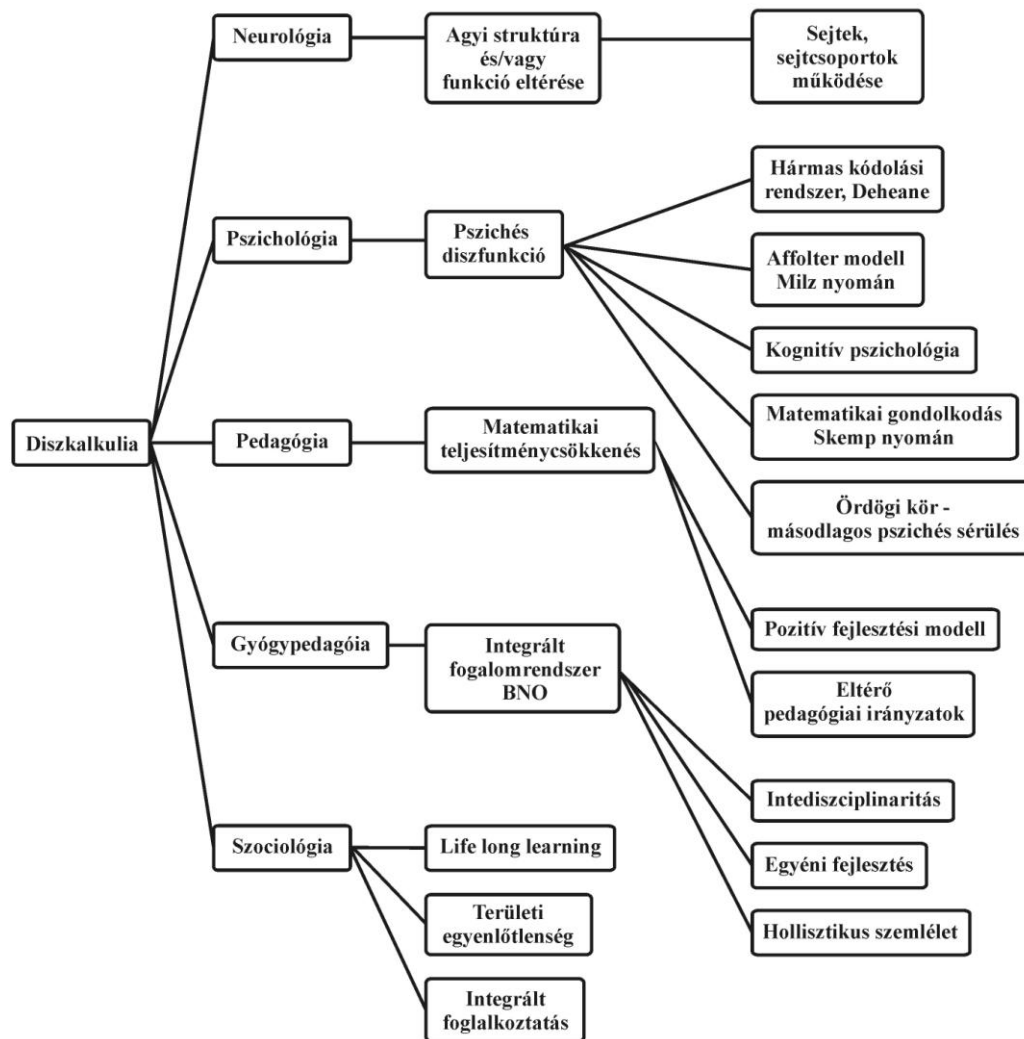 Neurológia
Agyi struktúra
és/vagy
funkció eltérése
Sejtek,
sejtcsoportok
működése
Pszichológia
Pszichés
diszfunkció
Hármas kódolási
rendszer, Deheane
Affolter modell
Milz nyomán
Kognitív pszichológia
Matematikai gondolkodás
Skemp nyomán
Ördögi kör -
másodlagos pszichés sérülés
Diszkalkulia
Pedagógia
Matematikai
teljesítménycsökkenés
Pozitív fejlesztési modell
Eltérő
pedagógiai irányzatok
Gyógypedagóia
Integrált
fogalomrendszer
BNO
Intediszciplinaritás
Egyéni fejlesztés
Hollisztikus szemlélet
Szociológia
Life long learning
Területi
egyenlőtlenség
Integrált
foglalkoztatás